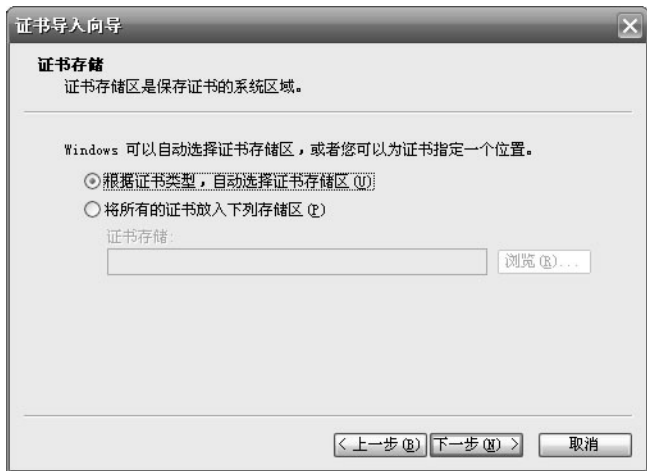 证书导入向导
证书存储
证书存储区是保存证书的系统区域。
Windows 可以自动选择证书存储区，或者您可以为证书指定一个位置。
根据证书类型，自动选择证书存储区(U)
将所有的证书放入下列存储区(P)
证书存储:
浏览(R)...
< 上一步(B) 下一步(N) > 取消